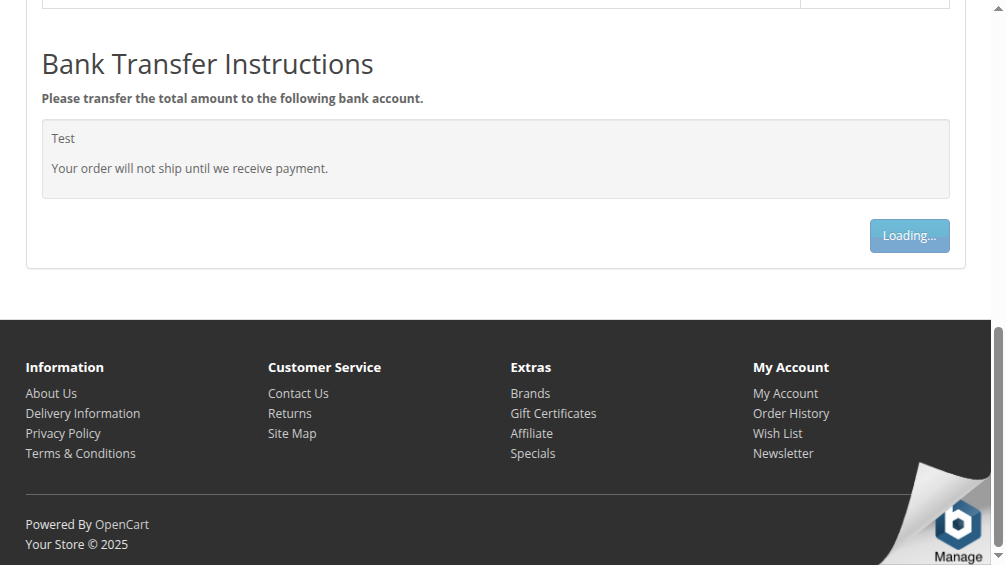 Bank Transfer Instructions
Please transfer the total amount to the following bank account.
Test
Your order will not ship until we receive payment.
Loading...
Information
About Us
Delivery Information
Privacy Policy
Terms & Conditions
Customer Service
Contact Us
Returns
Site Map
Extras
Brands
Gift Certificates
Affiliate
Specials
My Account
My Account
Order History
Wish List
Newsletter
Powered By OpenCart
Your Store © 2025
Manage